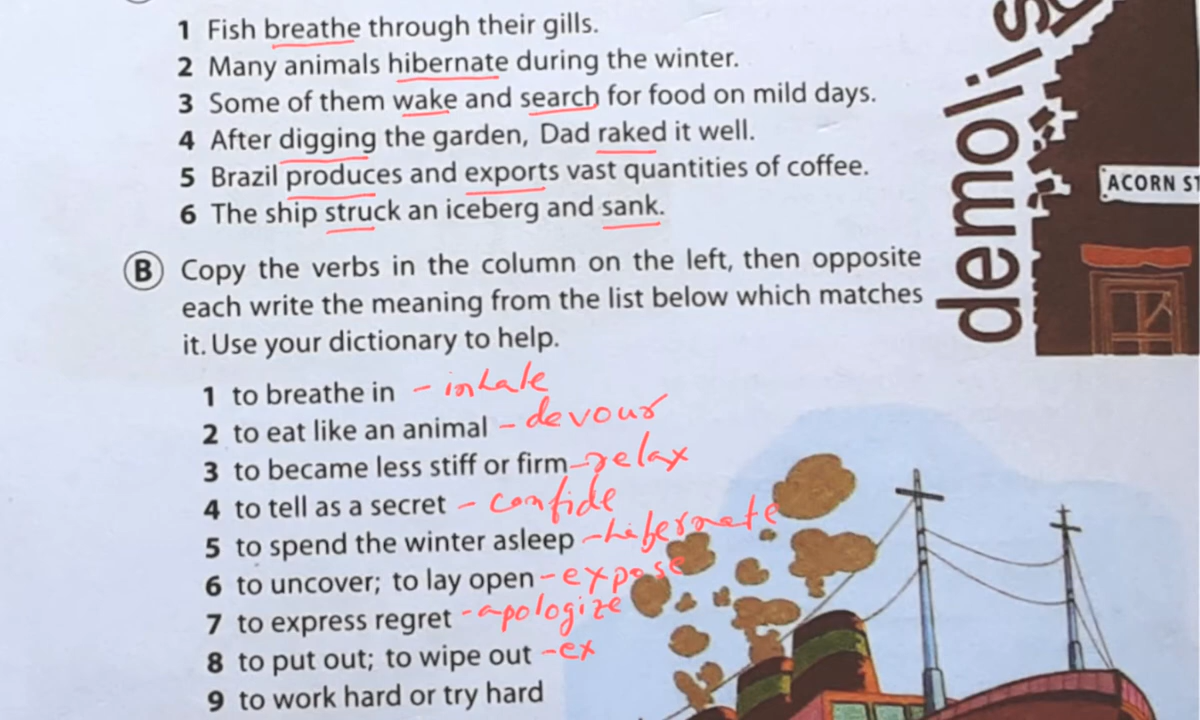 1 Fish breathe through their gills.
2 Many animals hibernate during the winter.
3 Some of them wake and search for food on mild days.
4 After digging the garden, Dad raked it well.
5 Brazil produces and exports vast quantities of coffee.
6 The ship struck an iceberg and sank.
B Copy the verbs in the column on the left, then opposite
each write the meaning from the list below which matches
it. Use your dictionary to help.
1 to breathe in - inhale
2 to eat like an animal - devour
3 to became less stiff or firm - relax
4 to tell as a secret - confide
5 to spend the winter asleep - hibernate
6 to uncover; to lay open - expose
7 to express regret - apologize
8 to put out; to wipe out - ex
9 to work hard or try hard
demolis
ACORN ST